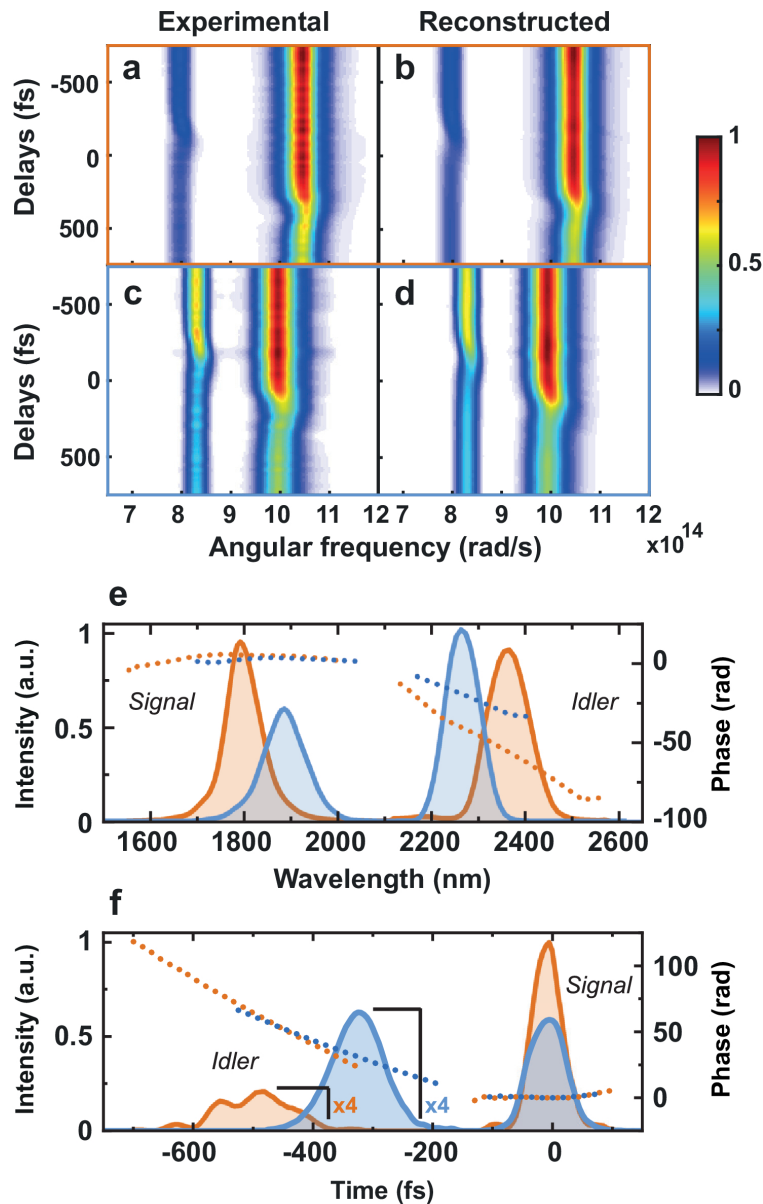 Experimental Reconstructed
a b
Delays (fs)
-500
0
500
c d
Delays (fs)
-500
0
500
1
0.5
0
7 8 9 10 11 12 7 8 9 10 11 12
Angular frequency (rad/s) x10^14
e
Intensity (a.u.)
1
0.5
0
Signal Idler
0
-50
-100
Phase (rad)
1600 1800 2000 2200 2400 2600
Wavelength (nm)
f
Intensity (a.u.)
1
0.5
0
Signal
Idler
x4 x4
100
50
0
Phase (rad)
-600 -400 -200 0
Time (fs)